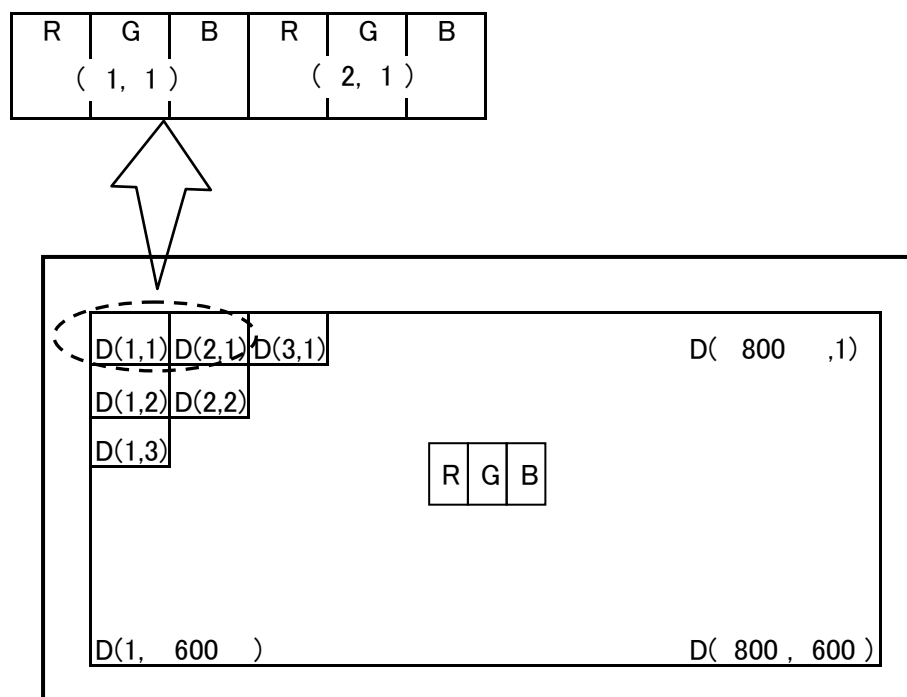 R G B R G B
( 1, 1 ) ( 2, 1 )
D(1,1) D(2,1) D(3,1) D( 800 ,1)
D(1,2) D(2,2)
D(1,3)
R G B
D(1, 600 ) D( 800 , 600 )